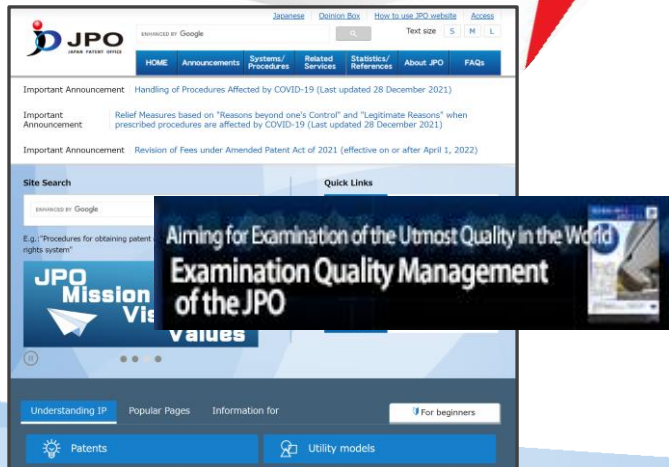 Japanese Opinion Box How to use JPO website Access
JPO
JAPAN PATENT OFFICE
ENHANCED BY Google
Text size S M L
HOME Announcements Systems/ Procedures Related Services Statistics/ References About JPO FAQs
Important Announcement Handling of Procedures Affected by COVID-19 (Last updated 28 December 2021)
Important Announcement Relief Measures based on "Reasons beyond one's Control" and "Legitimate Reasons" when
prescribed procedures are affected by COVID-19 (Last updated 28 December 2021)
Important Announcement Revision of Fees under Amended Patent Act of 2021 (effective on or after April 1, 2022)
Site Search
Quick Links
ENHANCED BY Google
E.g.:"Procedures for obtaining patent
rights system"
Aiming for Examination of the Utmost Quality in the World
Examination Quality Management
of the JPO
JPO
Mission
Vis
Values
Understanding IP Popular Pages Information for For beginners
Patents Utility models